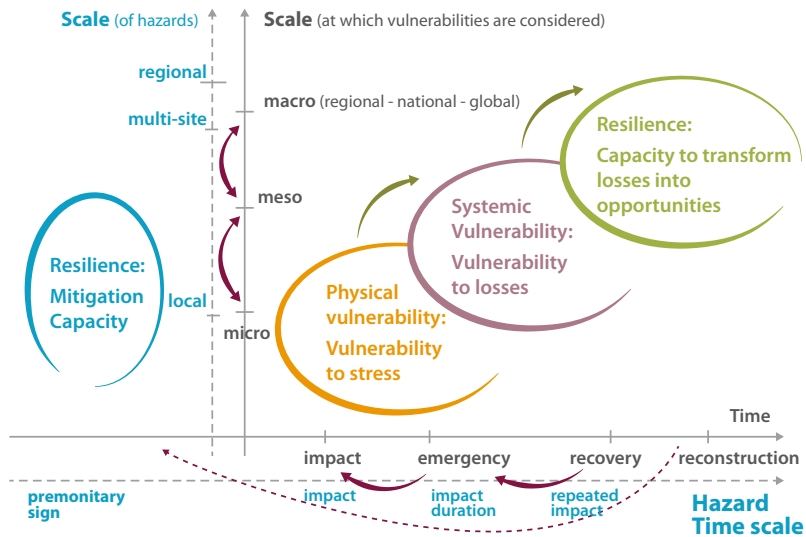 Scale (of hazards)
Scale (at which vulnerabilities are considered)
regional
macro (regional - national - global)
multi-site
meso
local
micro
Resilience:
Mitigation
Capacity
Physical
vulnerability:
Vulnerability
to stress
Systemic
Vulnerability:
Vulnerability
to losses
Resilience:
Capacity to transform
losses into
opportunities
Time
impact
emergency
recovery
reconstruction
premonitary
sign
impact
impact
duration
repeated
impact
Hazard
Time scale